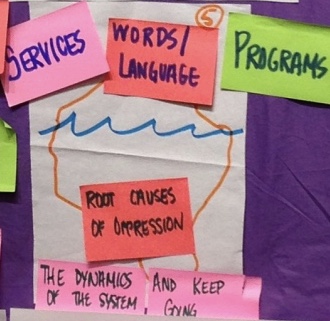 5
SERVICES
WORDS/
LANGUAGE
PROGRAMS
ROOT CAUSES
OF OPPRESSION
THE DYNAMICS
OF THE SYSTEM
AND KEEP
GOING